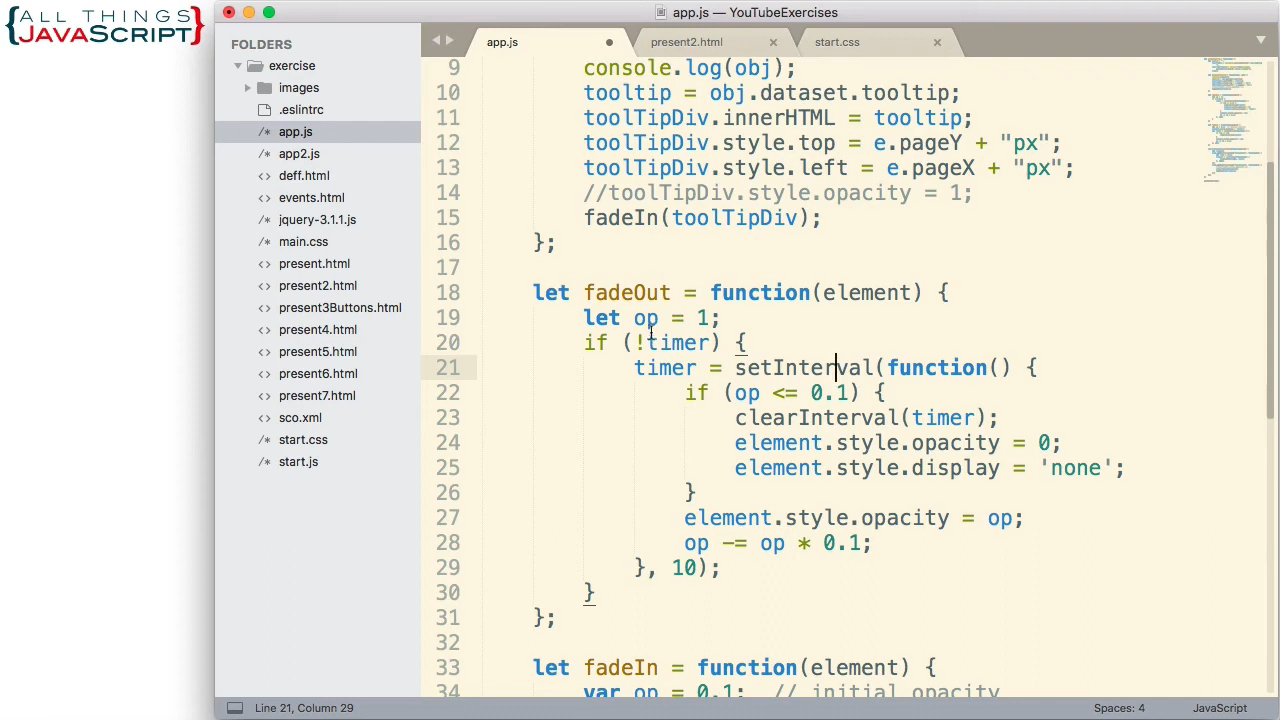 ALL THINGS
JAVASCRIPT
app.js — YouTubeExercises
FOLDERS
exercise
images
.eslintrc
app.js
app2.js
deff.html
events.html
jquery-3.1.1.js
main.css
present.html
present2.html
present3Buttons.html
present4.html
present5.html
present6.html
present7.html
sco.xml
start.css
start.js
app.js
present2.html
start.css
9 console.log(obj);
10 tooltip = obj.dataset.tooltip;
11 toolTipDiv.innerHTML = tooltip;
12 toolTipDiv.style.top = e.pageY + "px";
13 toolTipDiv.style.left = e.pageX + "px";
14 //toolTipDiv.style.opacity = 1;
15 fadeIn(toolTipDiv);
16 };
17
18 let fadeOut = function(element) {
19 let op = 1;
20 if (!timer) {
21 timer = setInterval(function() {
22 if (op <= 0.1) {
23 clearInterval(timer);
24 element.style.opacity = 0;
25 element.style.display = 'none';
26 }
27 element.style.opacity = op;
28 op -= op * 0.1;
29 }, 10);
30 }
31 };
32
33 let fadeIn = function(element) {
34 var op = 0.1; // initial opacity
Line 21, Column 29
Spaces: 4
JavaScript